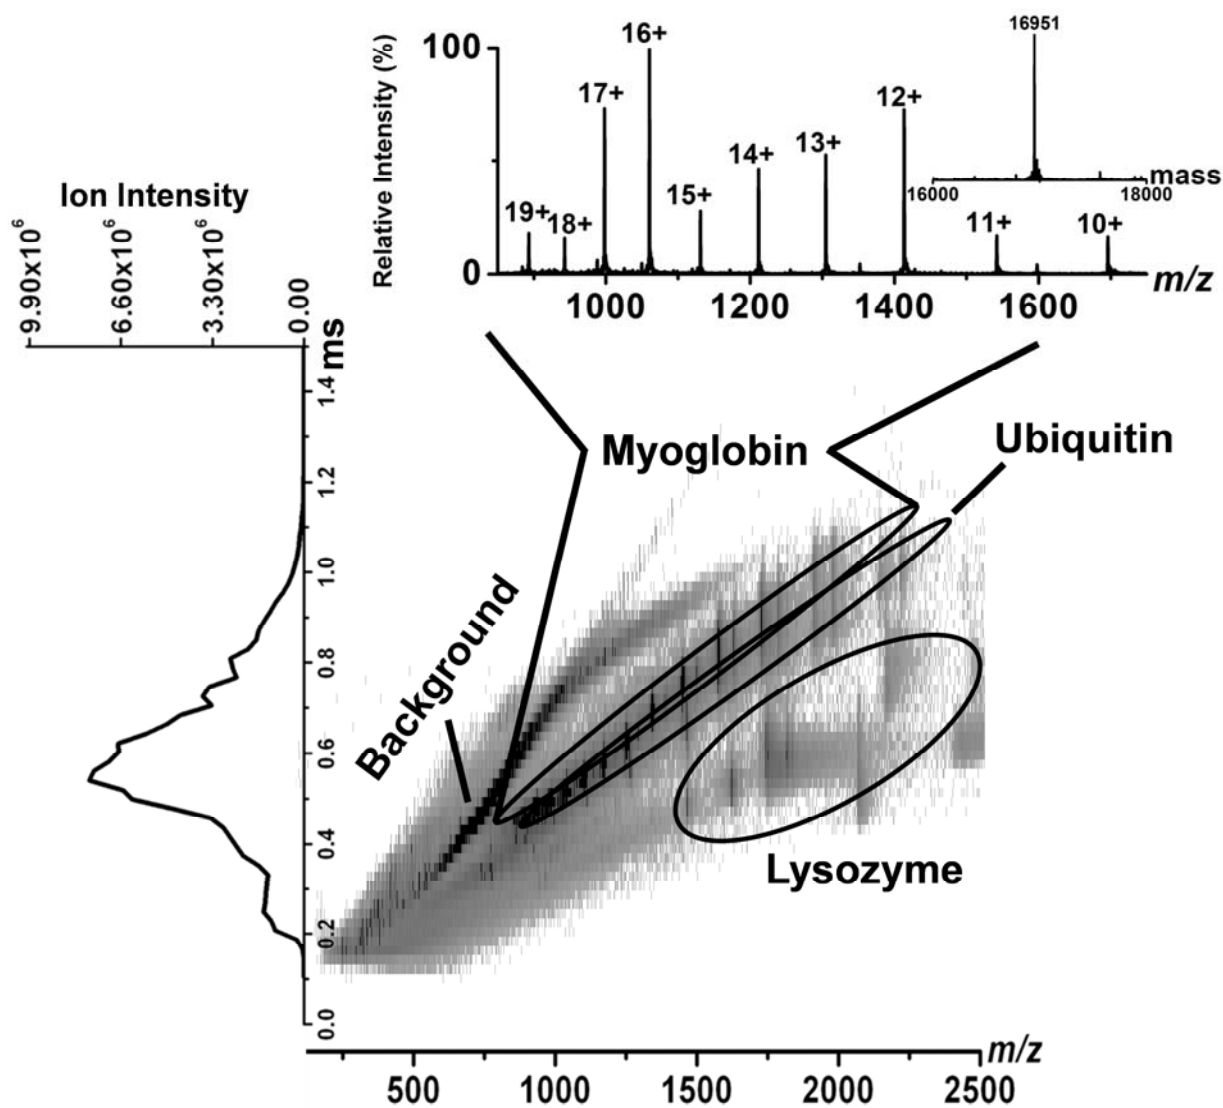 16951
16+
100
17+
12+
14+
13+
15+
19+
18+
11+
10+
Relative Intensity (%)
mass
16000
18000
0
1000
1200
1400
1600
m/z
Ion Intensity
9.90x10⁶
6.60x10⁶
3.30x10⁶
0.00
ms
1.4
1.2
1.0
0.8
0.6
0.4
0.2
0.0
Myoglobin
Ubiquitin
Background
Lysozyme
m/z
500
1000
1500
2000
2500